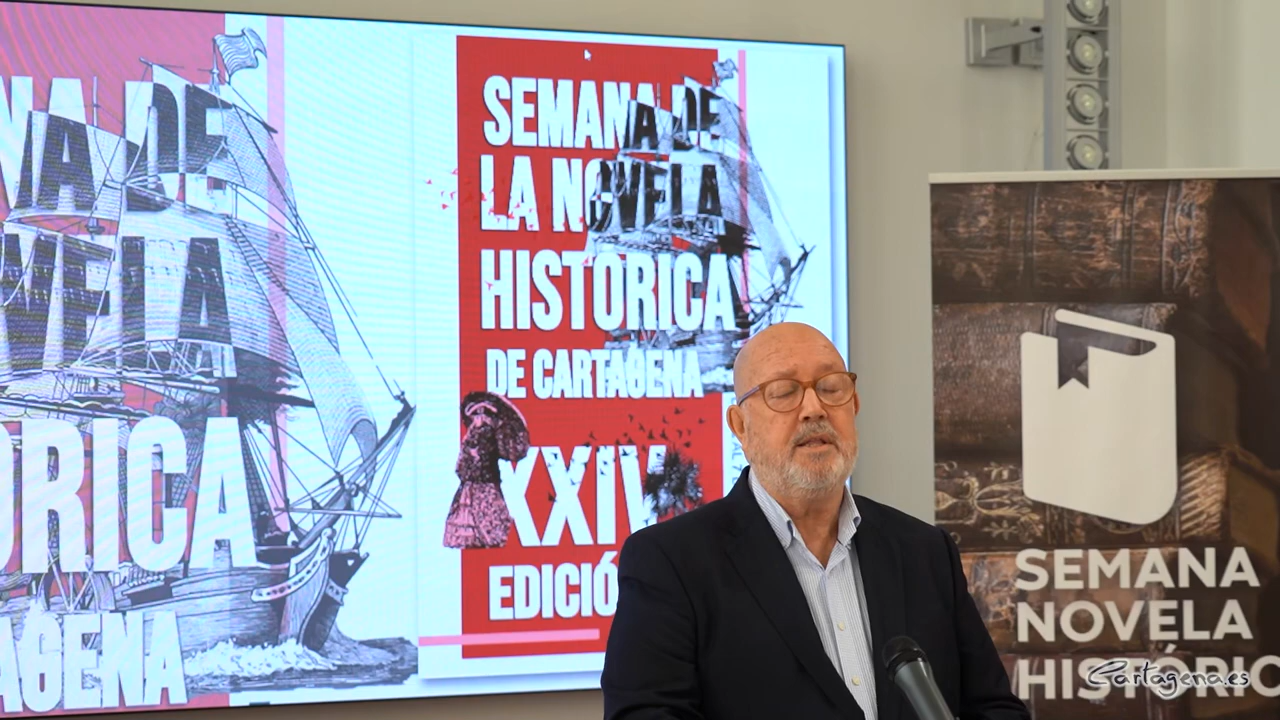 NA DE
VELA
ÓRICA
TAGENA
SEMANA DE
LA NOVELA
HISTÓRICA
DE CARTAGENA
XXIV
EDICIÓ
SEMANA
NOVELA
HISTÓRIC
Cartagena.es